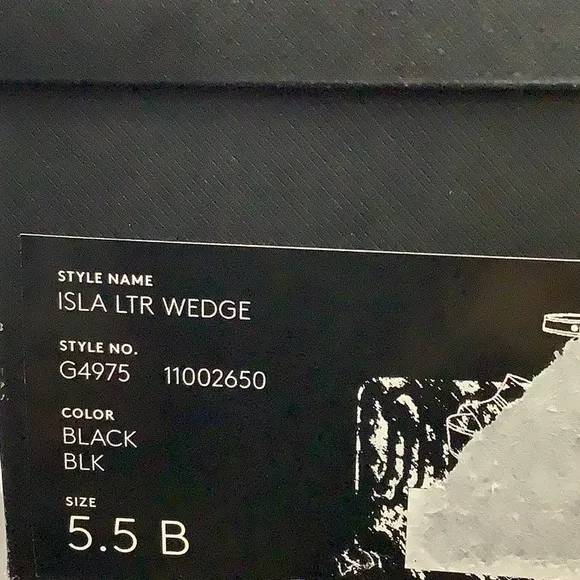 STYLE NAME
ISLA LTR WEDGE
STYLE NO.
G4975 11002650
COLOR
BLACK
BLK
SIZE
5.5 B